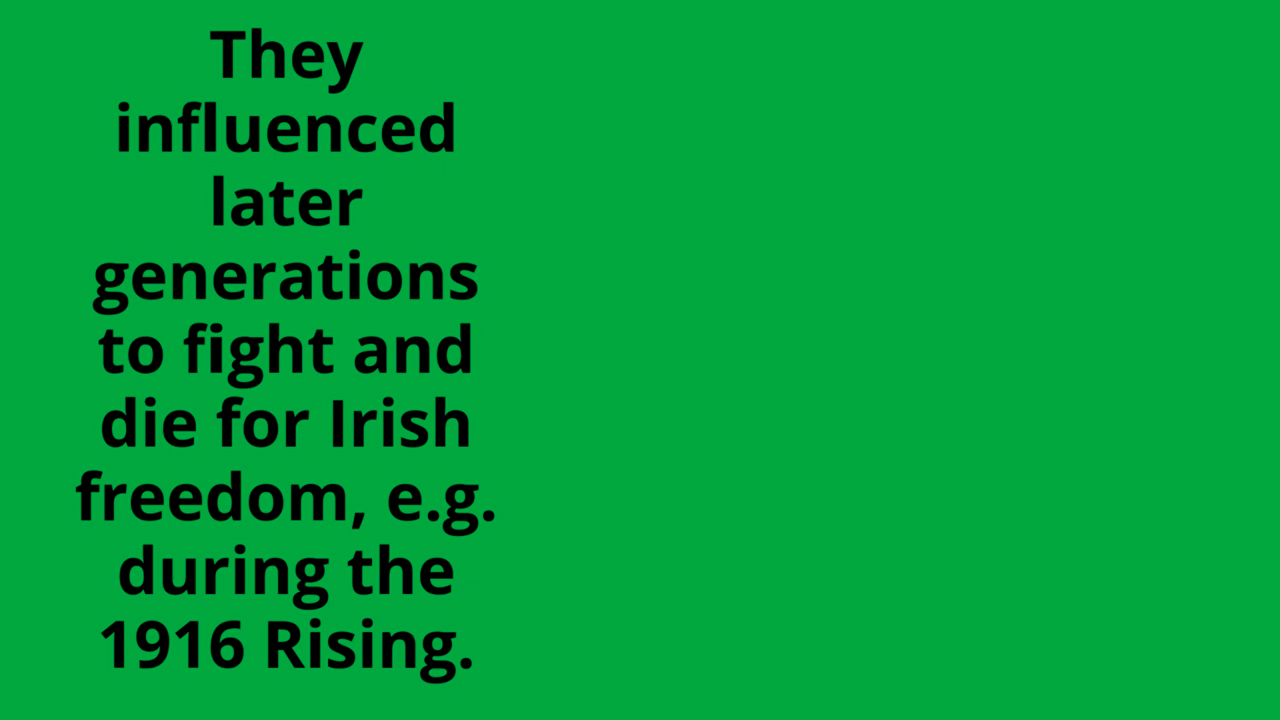 They
influenced
later
generations
to fight and
die for Irish
freedom, e.g.
during the
1916 Rising.